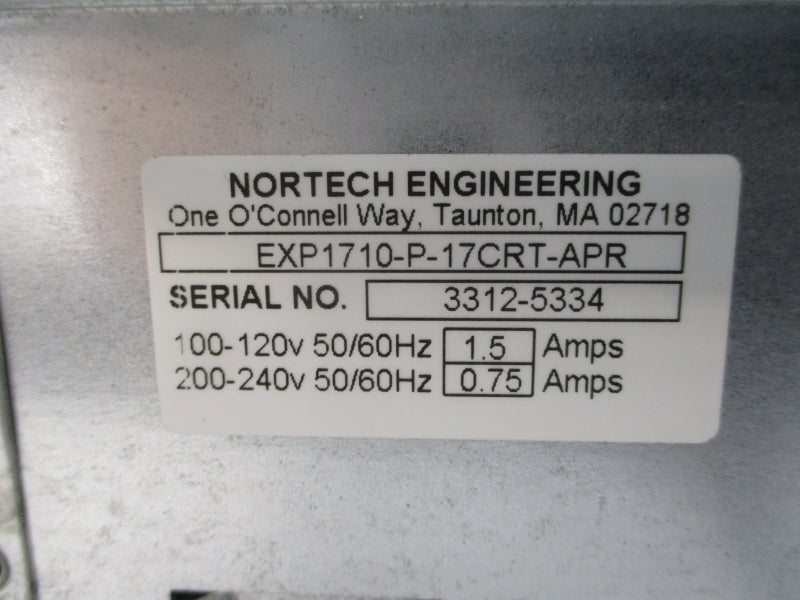 NORTECH ENGINEERING
One O'Connell Way, Taunton, MA 02718
EXP1710-P-17CRT-APR
SERIAL NO. 3312-5334
100-120v 50/60Hz 1.5 Amps
200-240v 50/60Hz 0.75 Amps